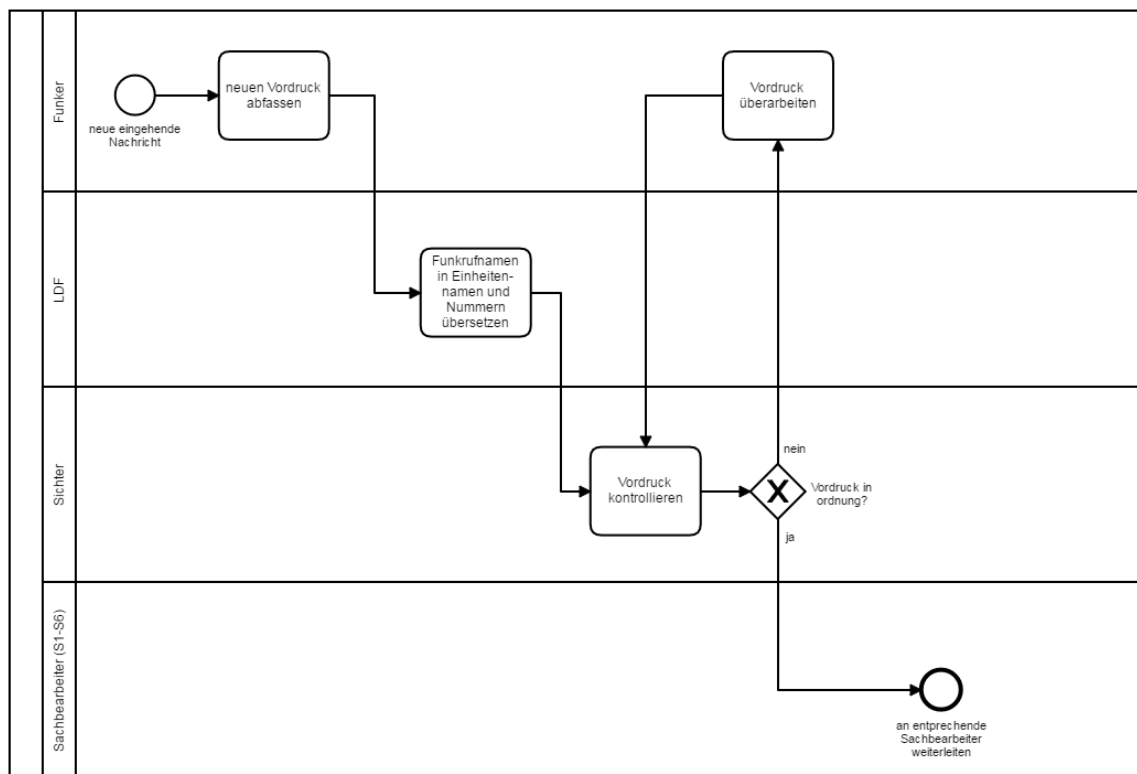 Funker
neue eingehende
Nachricht
neuen Vordruck
abfassen
Vordruck
überarbeiten
LDF
Funkrufnamen
in Einheiten-
namen und
Nummern
übersetzen
Sichter
Vordruck
kontrollieren
nein
Vordruck in
ordnung?
ja
Sachbearbeiter (S1-S6)
an entprechende
Sachbearbeiter
weiterleiten